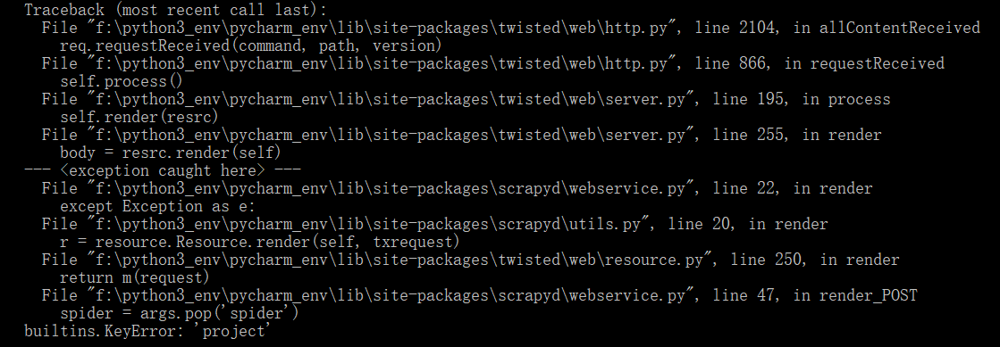 Traceback (most recent call last):
  File "f:\python3_env\pycharm_env\lib\site-packages\twisted\web\http.py", line 2104, in allContentReceived
    req.requestReceived(command, path, version)
  File "f:\python3_env\pycharm_env\lib\site-packages\twisted\web\http.py", line 866, in requestReceived
    self.process()
  File "f:\python3_env\pycharm_env\lib\site-packages\twisted\web\server.py", line 195, in process
    self.render(resrc)
  File "f:\python3_env\pycharm_env\lib\site-packages\twisted\web\server.py", line 255, in render
    body = resrc.render(self)
--- <exception caught here> ---
  File "f:\python3_env\pycharm_env\lib\site-packages\scrapyd\webservice.py", line 22, in render
    except Exception as e:
  File "f:\python3_env\pycharm_env\lib\site-packages\scrapyd\utils.py", line 20, in render
    r = resource.Resource.render(self, txrequest)
  File "f:\python3_env\pycharm_env\lib\site-packages\twisted\web\resource.py", line 250, in render
    return m(request)
  File "f:\python3_env\pycharm_env\lib\site-packages\scrapyd\webservice.py", line 47, in render_POST
    spider = args.pop('spider')
builtins.KeyError: 'project'